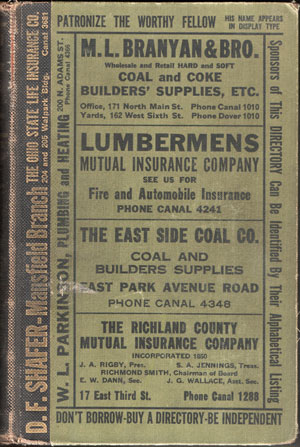 PATRONIZE THE WORTHY FELLOW
HIS NAME APPEARS
IN DISPLAY TYPE
D. F. SHAFER-Mansfield Branch
THE OHIO STATE LIFE INSURANCE CO.
204 and 205 Walpark Bldg. Canal 2681
W. L. PARKINSON, PLUMBING and HEATING
200 N. ADAMS ST.
Phone Canal 4286
M. L. BRANYAN & BRO.
Wholesale and Retail HARD and SOFT
COAL and COKE
BUILDERS' SUPPLIES, ETC.
Office, 171 North Main St. Phone Canal 1010
Yards, 162 West Sixth St. Phone Dover 1010
LUMBERMENS
MUTUAL INSURANCE COMPANY
SEE US FOR
Fire and Automobile Insurance
PHONE CANAL 4241
THE EAST SIDE COAL CO.
COAL AND
BUILDERS SUPPLIES
EAST PARK AVENUE ROAD
PHONE CANAL 4348
THE RICHLAND COUNTY
MUTUAL INSURANCE COMPANY
INCORPORATED 1850
J. A. RIGBY, Pres. S. A. JENNINGS, Treas.
RICHMOND SMITH, Chairman of Board
E. W. DANN, Sec. J. G. WALLACE, Asst. Sec.
17 East Third St. Phone Canal 1288
Sponsors of This DIRECTORY Can Be Identified By Their Alphabetical Listing
DON'T BORROW-BUY A DIRECTORY-BE INDEPENDENT